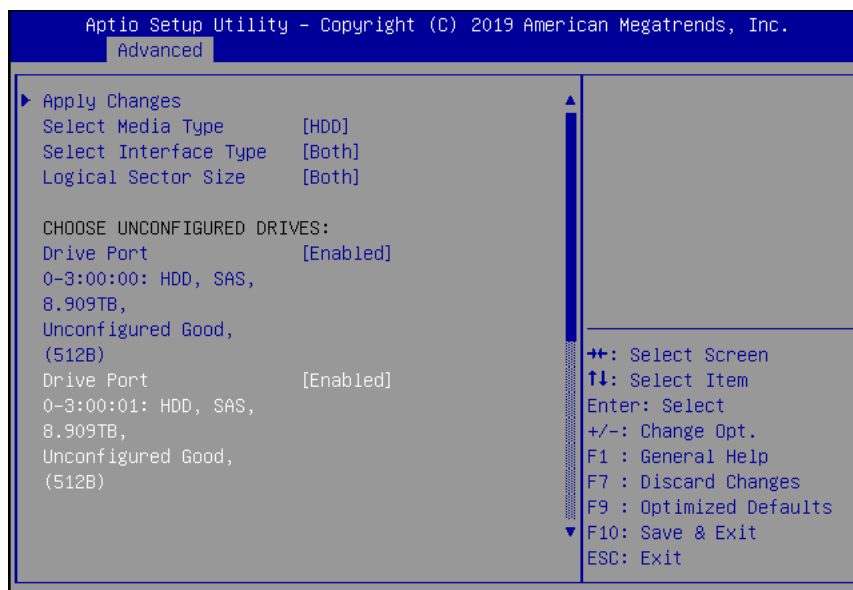 Aptio Setup Utility – Copyright (C) 2019 American Megatrends, Inc.
Advanced
Apply Changes
Select Media Type [HDD]
Select Interface Type [Both]
Logical Sector Size [Both]
CHOOSE UNCONFIGURED DRIVES:
Drive Port [Enabled]
0-3:00:00: HDD, SAS,
8.909TB,
Unconfigured Good,
(512B)
Drive Port [Enabled]
0-3:00:01: HDD, SAS,
8.909TB,
Unconfigured Good,
(512B)
→←: Select Screen
↑↓: Select Item
Enter: Select
+/-: Change Opt.
F1 : General Help
F7 : Discard Changes
F9 : Optimized Defaults
F10: Save & Exit
ESC: Exit